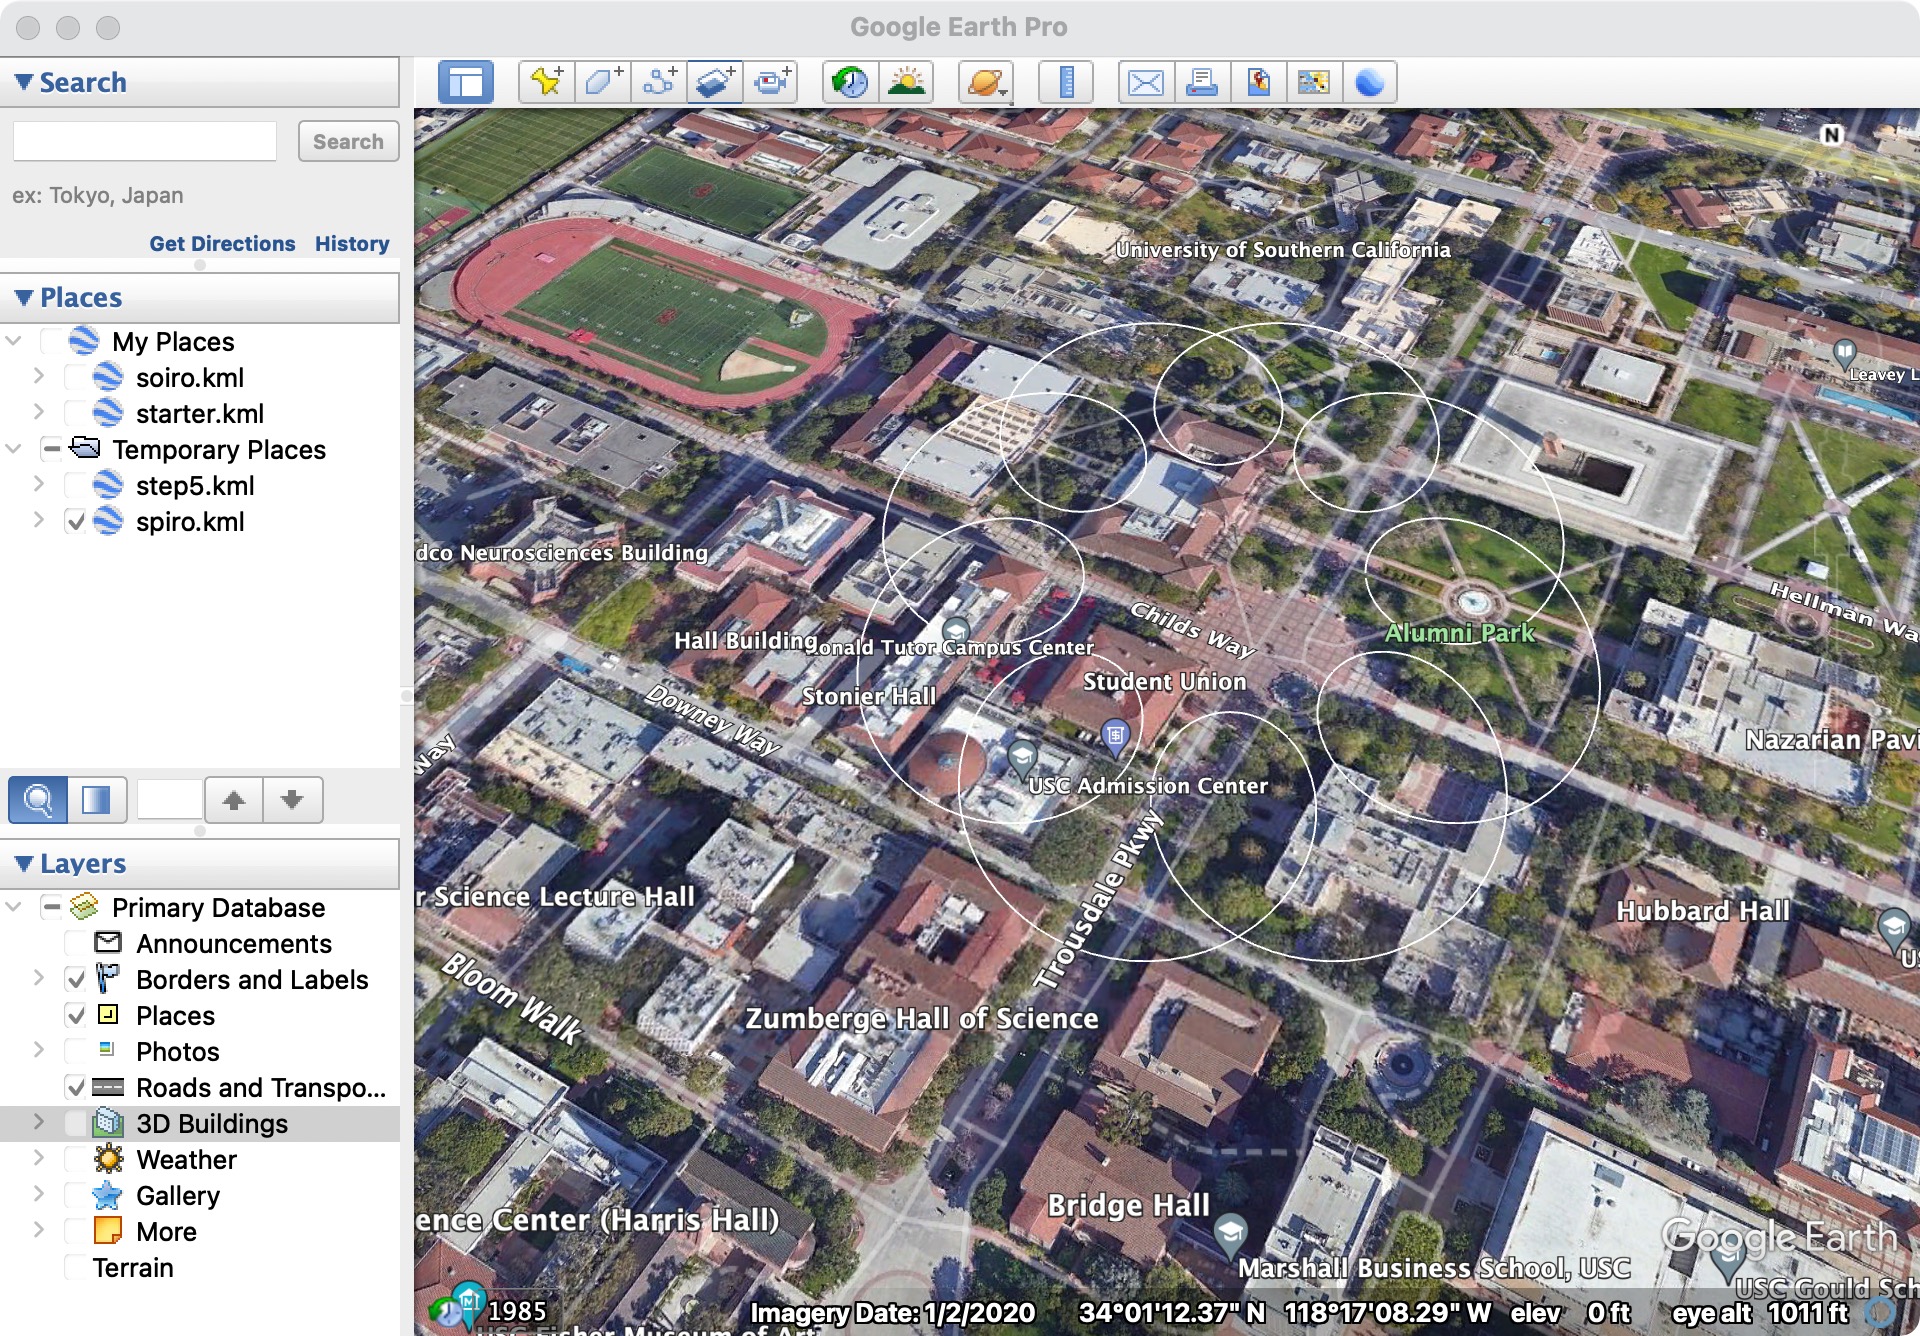 Google Earth Pro
Search
Search
ex: Tokyo, Japan
Get Directions
History
Places
My Places
soiro.kml
starter.kml
Temporary Places
step5.kml
spiro.kml
Layers
Primary Database
Announcements
Borders and Labels
Places
Photos
Roads and Transpo...
3D Buildings
Weather
Gallery
More
Terrain
N
University of Southern California
Leavey L
dco Neurosciences Building
Hellman Wa
Childs Way
Alumni Park
Hall Building
onald Tutor Campus Center
Student Union
Stonier Hall
Downey Way
Way
Nazarian Pavi
USC Admission Center
Trousdale Pkwy
r Science Lecture Hall
Hubbard Hall
US
Bloom Walk
Zumberge Hall of Science
Bridge Hall
ence Center (Harris Hall)
Google Earth
Marshall Business School, USC
USC Gould Sch
1985
Imagery Date: 1/2/2020 34°01'12.37" N 118°17'08.29" W elev 0 ft eye alt 1011 ft
USC Fisher Museum of Art